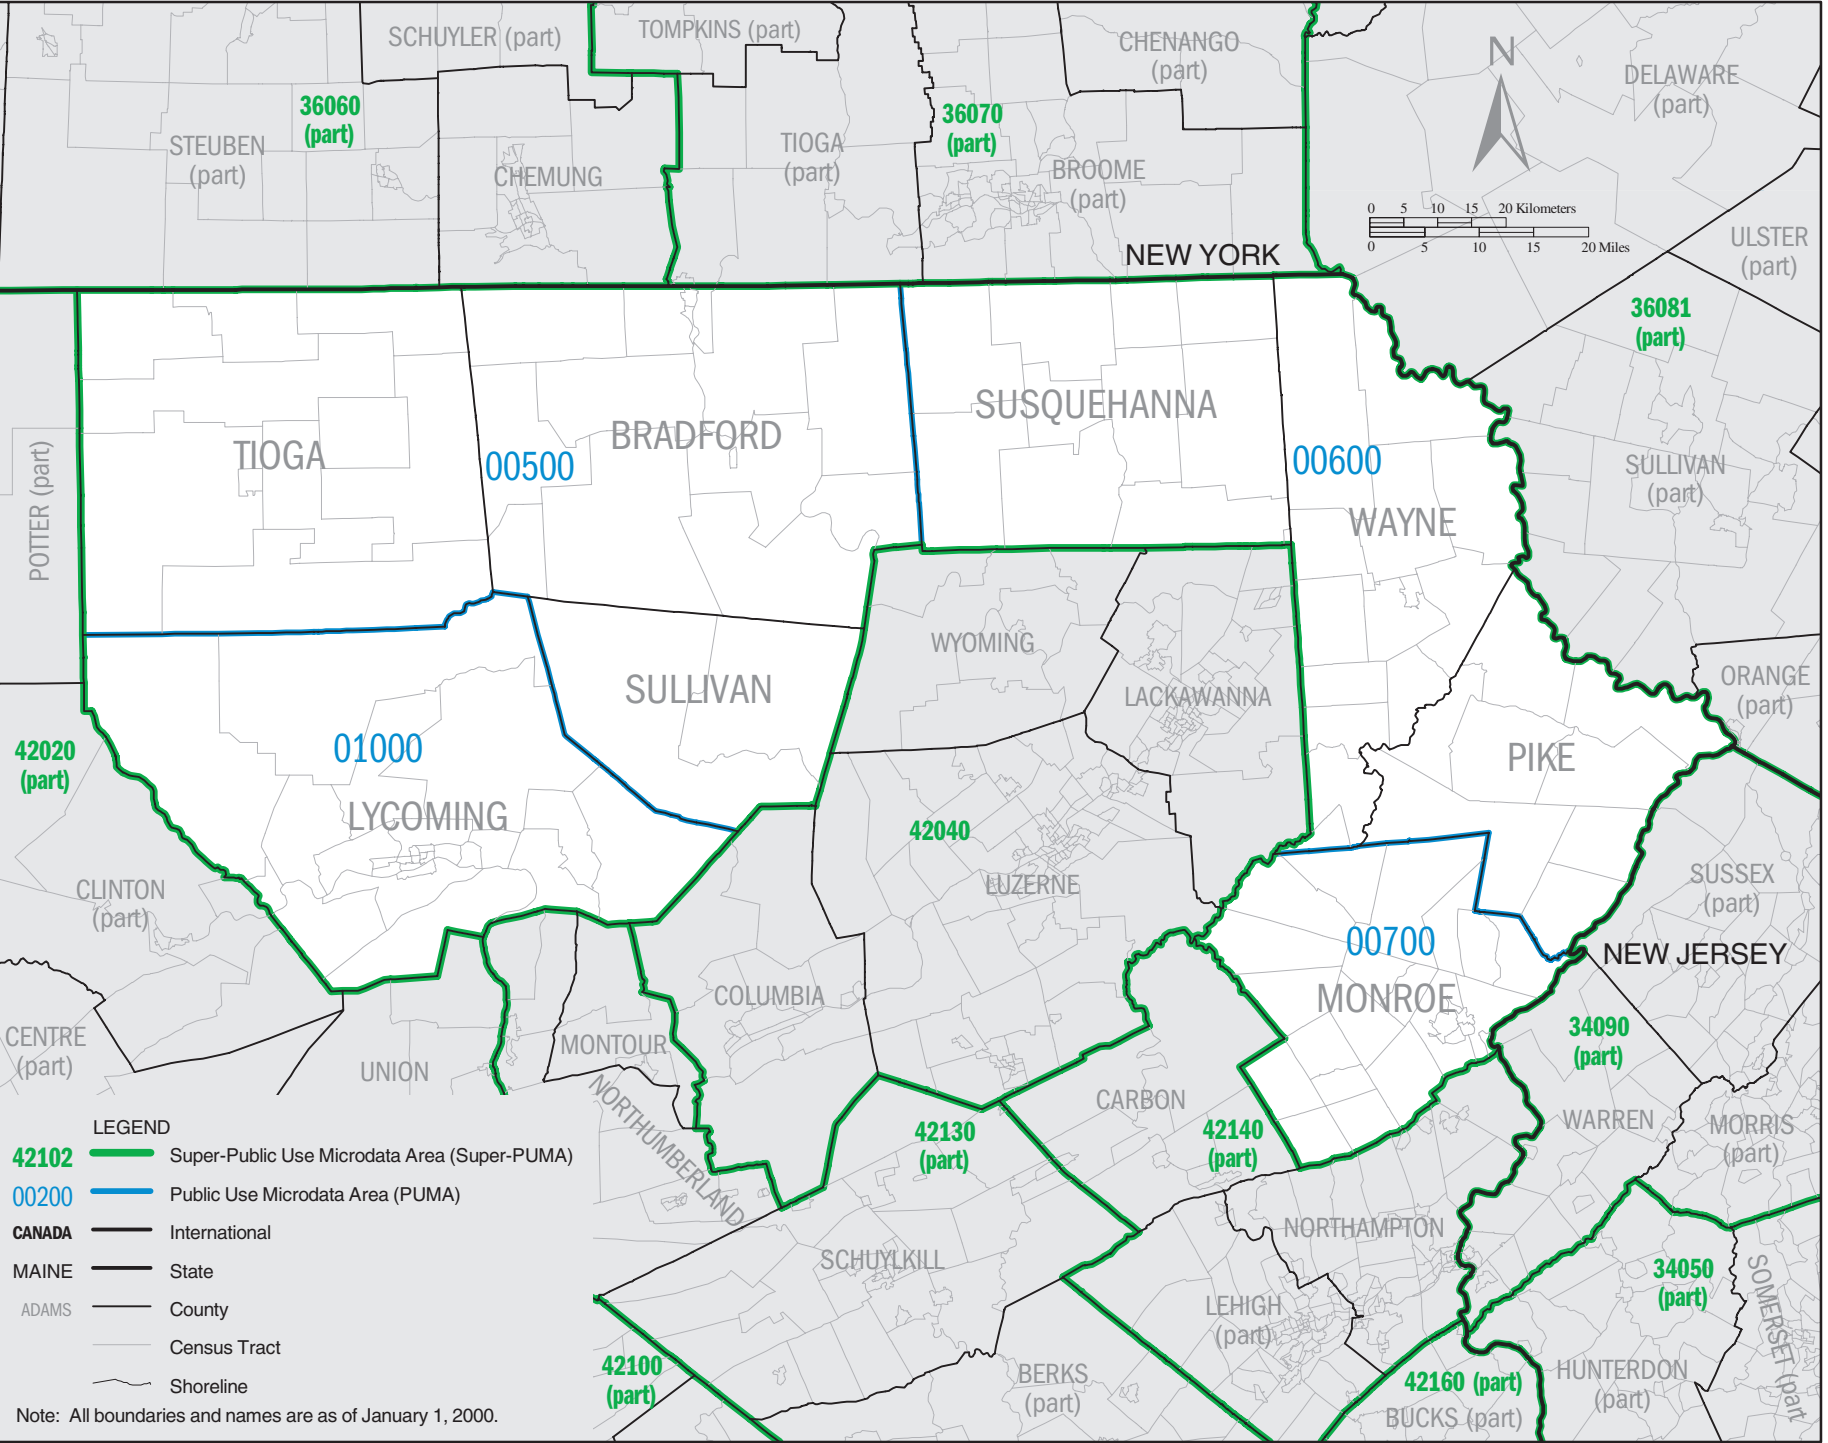 SCHUYLER (part)
TOMPKINS (part)
CHENANGO
(part)
N
DELAWARE
(part)
36060
(part)
36070
(part)
STEUBEN
(part)
CHEMUNG
TIOGA
(part)
BROOME
(part)
0 5 10 15 20 Kilometers
0 5 10 15 20 Miles
NEW YORK
ULSTER
(part)
36081
(part)
POTTER (part)
TIOGA
00500
BRADFORD
SUSQUEHANNA
00600
WAYNE
SULLIVAN
(part)
WYOMING
LACKAWANNA
SULLIVAN
ORANGE
(part)
42020
(part)
01000
LYCOMING
PIKE
42040
LUZERNE
CLINTON
(part)
SUSSEX
(part)
00700
NEW JERSEY
MONROE
COLUMBIA
CENTRE
(part)
UNION
MONTOUR
34090
(part)
NORTHUMBERLAND
CARBON
42130
(part)
42140
(part)
WARREN
MORRIS
(part)
NORTHAMPTON
SCHUYLKILL
34050
(part)
SOMERSET (part
LEHIGH
(part)
42100
(part)
BERKS
(part)
42160 (part)
BUCKS (part)
HUNTERDON
(part)
LEGEND
42102 Super-Public Use Microdata Area (Super-PUMA)
00200 Public Use Microdata Area (PUMA)
CANADA International
MAINE State
ADAMS County
Census Tract
Shoreline
Note: All boundaries and names are as of January 1, 2000.